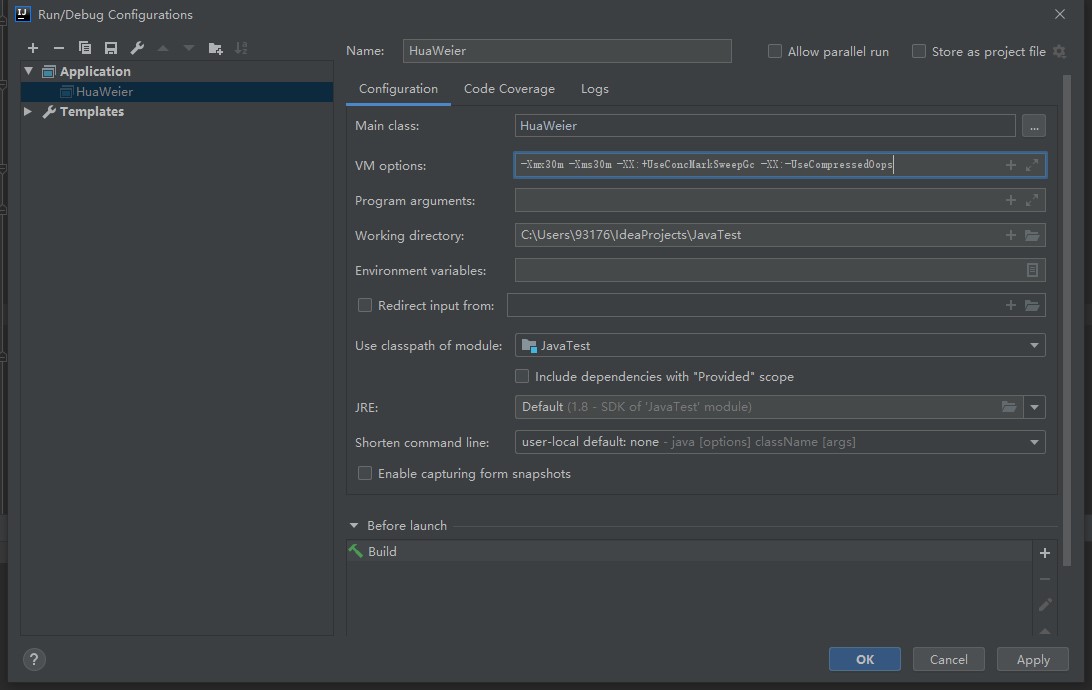 Run/Debug Configurations
Application
HuaWeier
Templates
Name: HuaWeier Allow parallel run Store as project file
Configuration Code Coverage Logs
Main class: HuaWeier ...
VM options: -Xmx30m -Xms30m -XX:+UseConcMarkSweepGc -XX:-UseCompressedOops
Program arguments:
Working directory: C:\Users\93176\IdeaProjects\JavaTest
Environment variables:
Redirect input from:
Use classpath of module: JavaTest
Include dependencies with "Provided" scope
JRE: Default (1.8 - SDK of 'JavaTest' module)
Shorten command line: user-local default: none - java [options] className [args]
Enable capturing form snapshots
Before launch
Build
? OK Cancel Apply